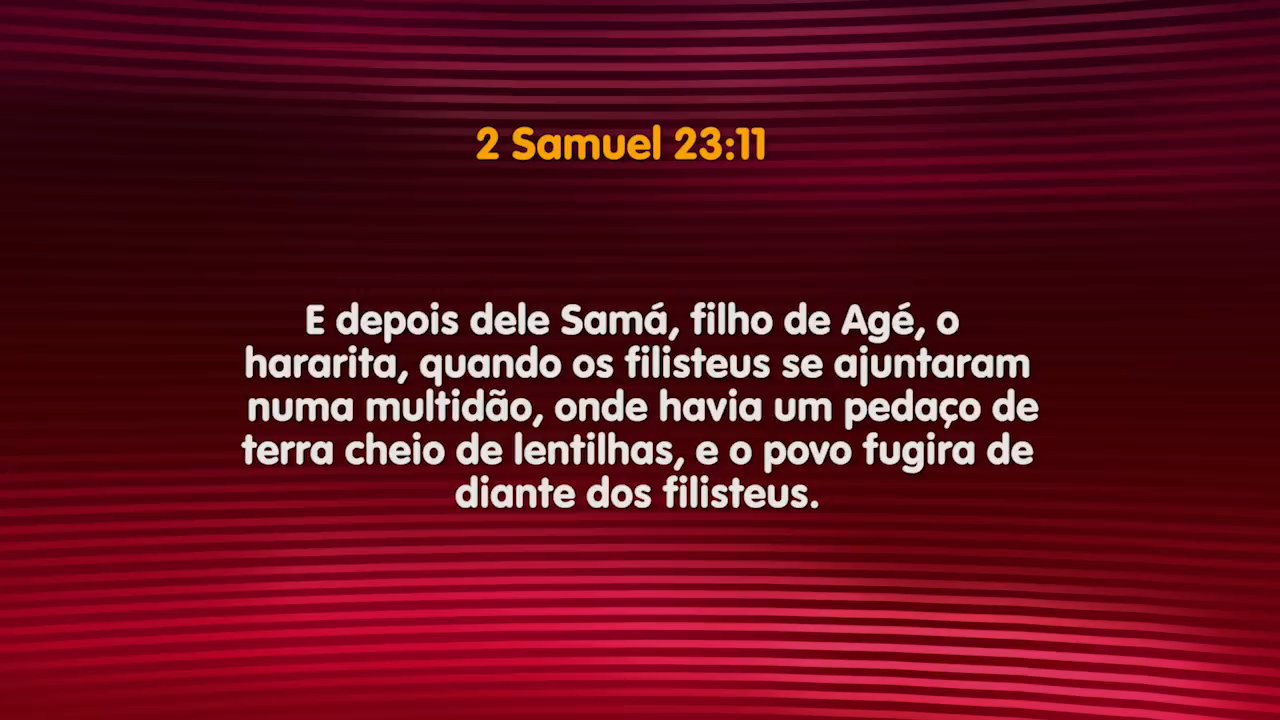 2 Samuel 23:11
E depois dele Samá, filho de Agé, o
hararita, quando os filisteus se ajuntaram
numa multidão, onde havia um pedaço de
terra cheio de lentilhas, e o povo fugira de
diante dos filisteus.